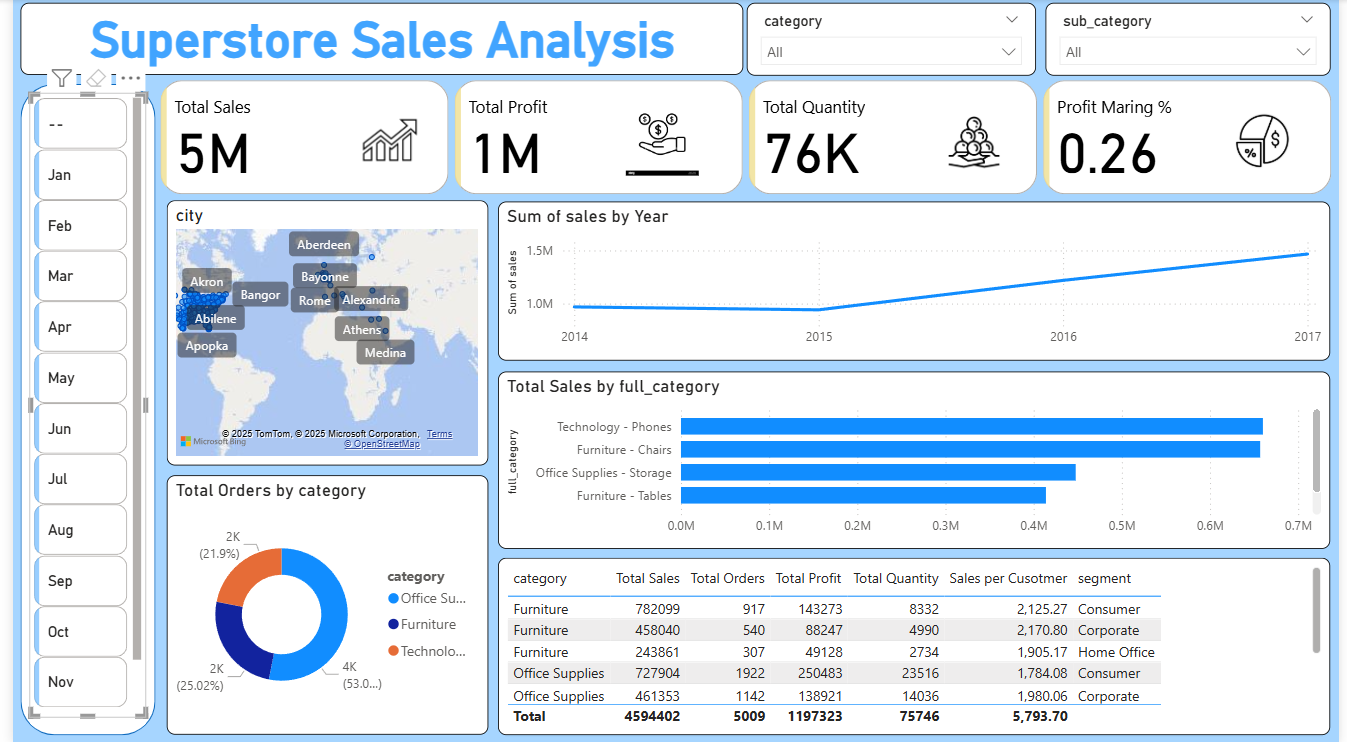 Superstore Sales Analysis
category
All
sub_category
All
--
Jan
Feb
Mar
Apr
May
Jun
Jul
Aug
Sep
Oct
Nov
Total Sales
5M
Total Profit
1M
Total Quantity
76K
Profit Maring %
0.26
$ $ $
% $
city
Aberdeen
Akron
Bayonne
Bangor
Rome
Alexandria
Abilene
Athens
Apopka
Medina
Microsoft Bing
© 2025 TomTom, © 2025 Microsoft Corporation, Terms
© OpenStreetMap
Sum of sales by Year
Sum of sales
1.5M
1.0M
2014 2015 2016 2017
Total Sales by full_category
full_category
Technology - Phones
Furniture - Chairs
Office Supplies - Storage
Furniture - Tables
0.0M 0.1M 0.2M 0.3M 0.4M 0.5M 0.6M 0.7M
Total Orders by category
2K
(21.9%)
2K
(25.02%)
4K
(53.0...)
category
Office Su...
Furniture
Technolo...
category Total Sales Total Orders Total Profit Total Quantity Sales per Cusotmer segment
Furniture 782099 917 143273 8332 2,125.27 Consumer
Furniture 458040 540 88247 4990 2,170.80 Corporate
Furniture 243861 307 49128 2734 1,905.17 Home Office
Office Supplies 727904 1922 250483 23516 1,784.08 Consumer
Office Supplies 461353 1142 138921 14036 1,980.06 Corporate
Total 4594402 5009 1197323 75746 5,793.70